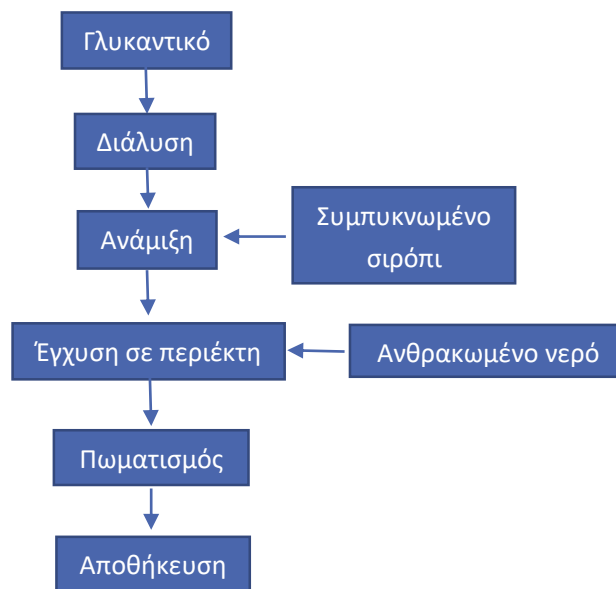 Γλυκαντικό
Διάλυση
Ανάμιξη
Συμπυκνωμένο
σιρόπι
Έγχυση σε περιέκτη
Ανθρακωμένο νερό
Πωματισμός
Αποθήκευση